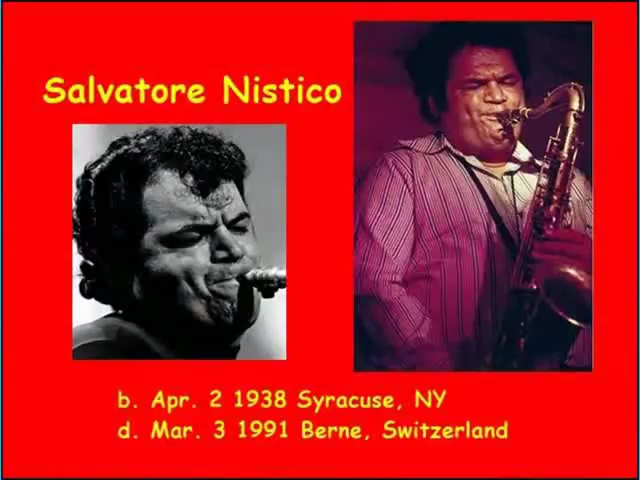 Salvatore Nistico
b. Apr. 2 1938 Syracuse, NY
d. Mar. 3 1991 Berne, Switzerland